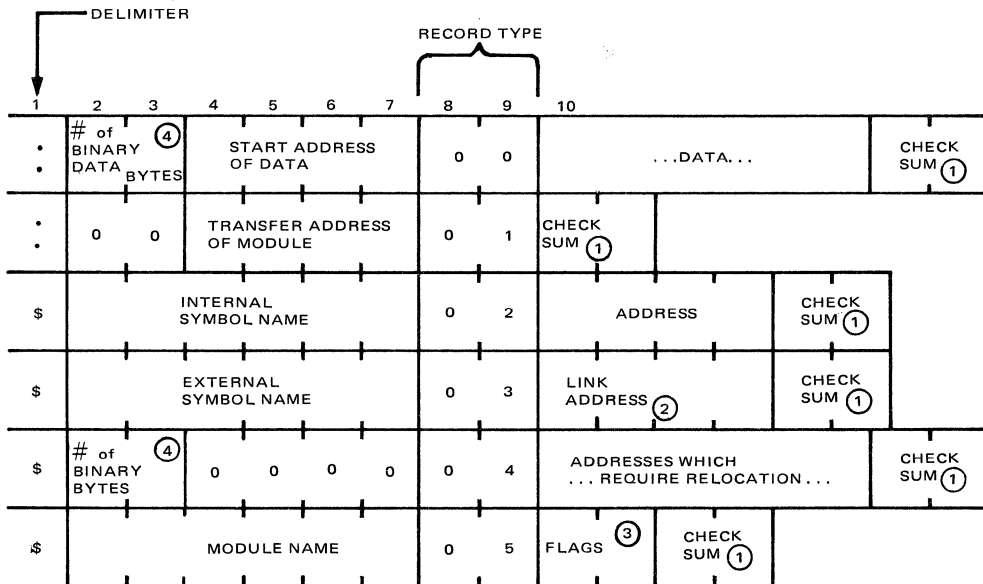 DELIMITER
RECORD TYPE
1 2 3 4 5 6 7 8 9 10
: # of BINARY DATA BYTES ④ START ADDRESS OF DATA 0 0 ...DATA... CHECK SUM ①
: 0 0 TRANSFER ADDRESS OF MODULE 0 1 CHECK SUM ①
$ INTERNAL SYMBOL NAME 0 2 ADDRESS CHECK SUM ①
$ EXTERNAL SYMBOL NAME 0 3 LINK ADDRESS ② CHECK SUM ①
$ # of BINARY BYTES ④ 0 0 0 0 0 4 ADDRESSES WHICH ... REQUIRE RELOCATION ... CHECK SUM ①
$ MODULE NAME 0 5 FLAGS ③ CHECK SUM ①